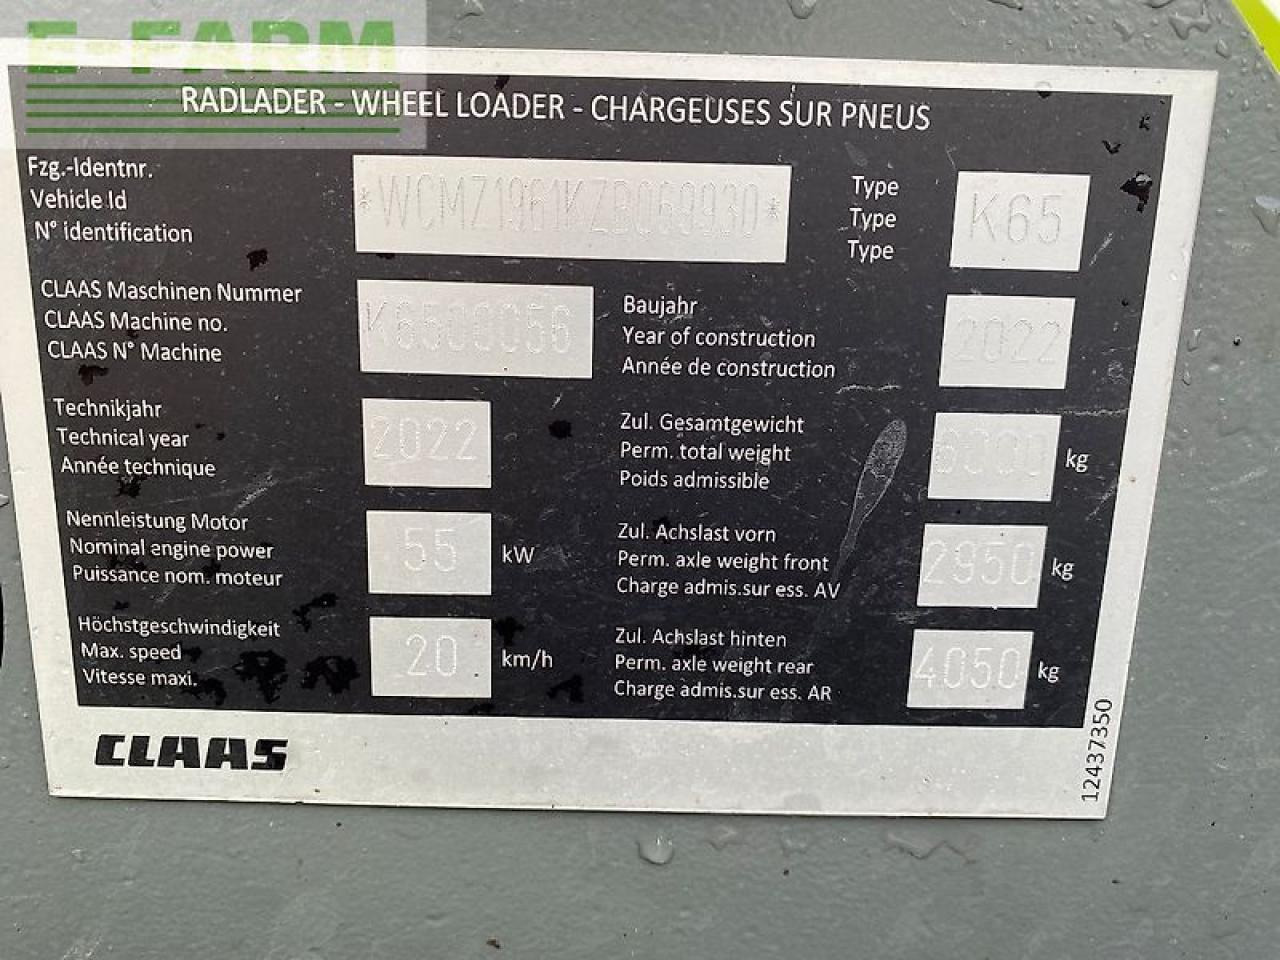 E-FARM
RADLADER - WHEEL LOADER - CHARGEUSES SUR PNEUS
Fzg.-Identnr.
Vehicle Id
N° identification
Type
Type
Type
K65
CLAAS Maschinen Nummer
CLAAS Machine no.
CLAAS N° Machine
Baujahr
Year of construction
Année de construction
2022
Technikjahr
Technical year
Année technique
2022
Zul. Gesamtgewicht
Perm. total weight
Poids admissible
kg
Nennleistung Motor
Nominal engine power
Puissance nom. moteur
55 kW
Zul. Achslast vorn
Perm. axle weight front
Charge admis.sur ess. AV
2950 kg
Höchstgeschwindigkeit
Max. speed
Vitesse maxi.
20 km/h
Zul. Achslast hinten
Perm. axle weight rear
Charge admis.sur ess. AR
4050 kg
CLAAS
12437350